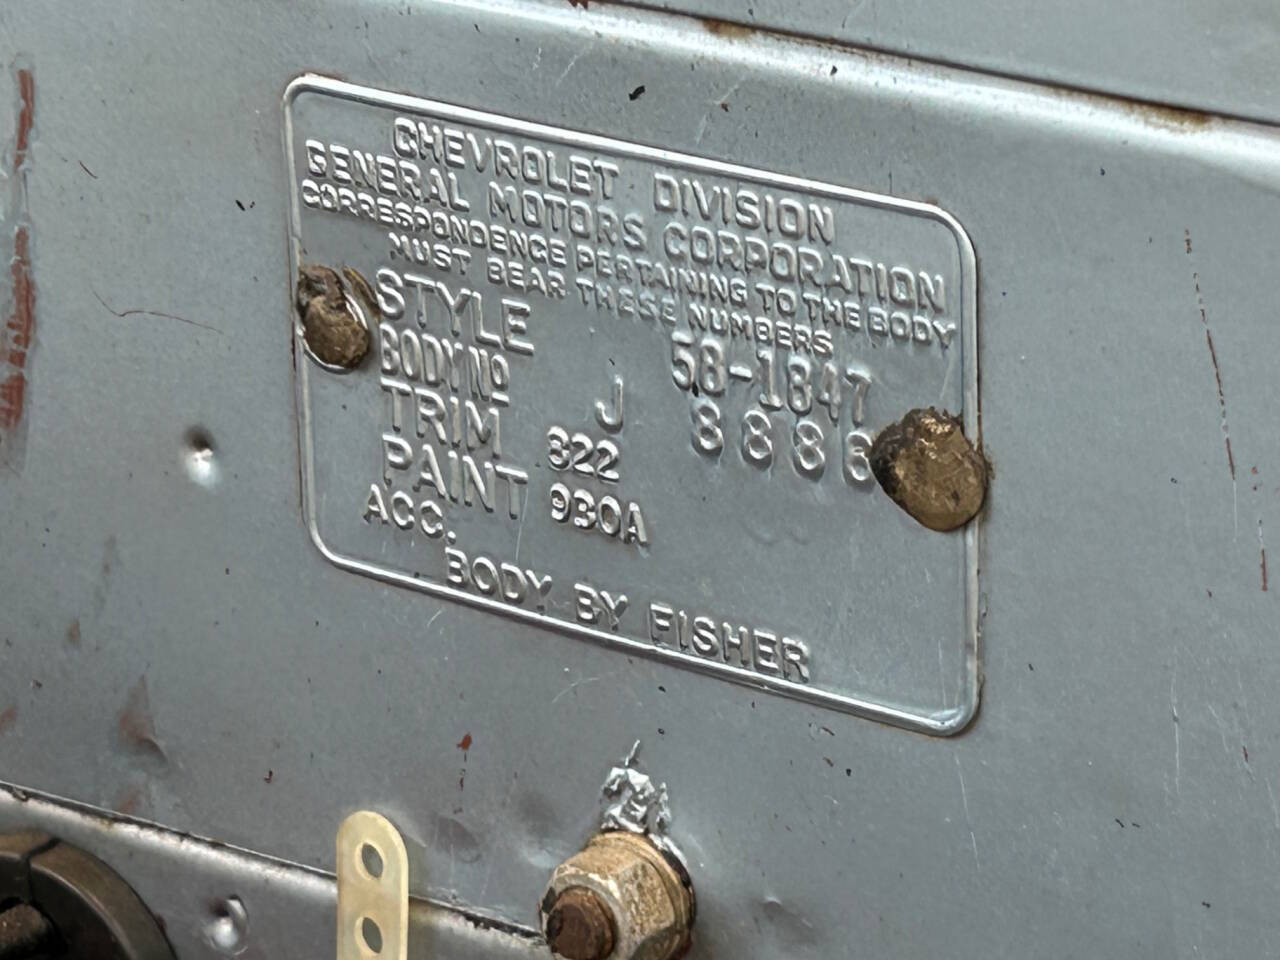 CHEVROLET DIVISION
GENERAL MOTORS CORPORATION
CORRESPONDENCE PERTAINING TO THE BODY
MUST BEAR THESE NUMBERS
STYLE 58-1847
BODY NO J 8886
TRIM 822
PAINT 930A
ACC.
BODY BY FISHER